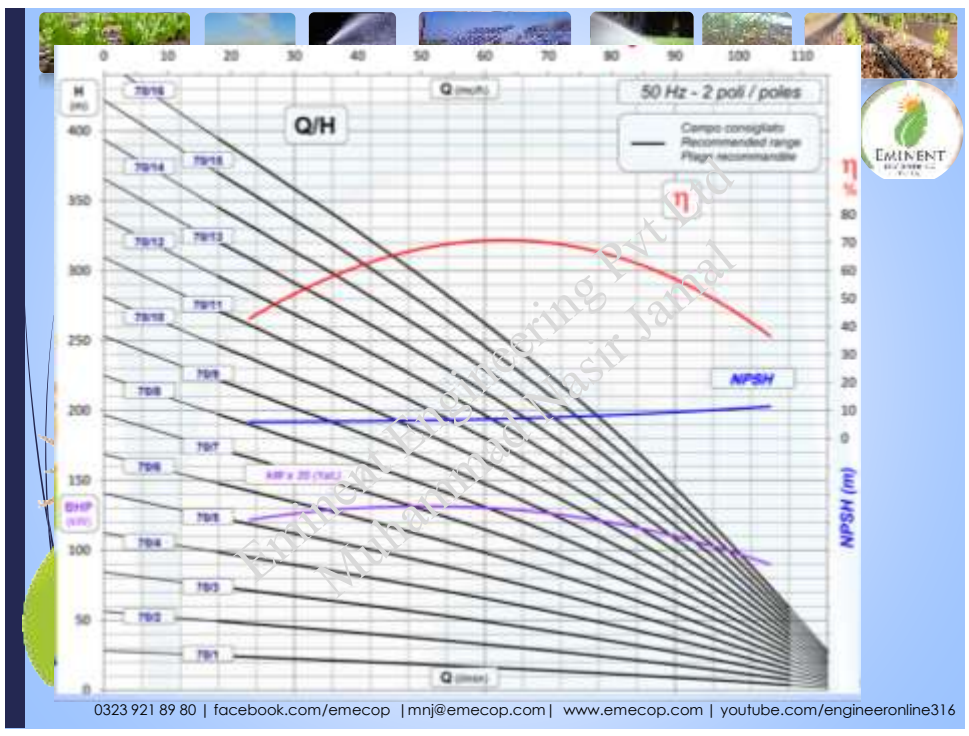 0 10 20 30 40 50 60 70 80 90 100 110
H
(m)
Q (mc/h)
50 Hz - 2 poli / poles
Q/H
Campo consigliato
Recommended range
Plage recommandée
EMINENT
η
%
η
400
350
300
250
200
150
100
50
0
80
70
60
50
40
30
20
10
0
70/16
70/15
70/14
70/13
70/12
70/11
70/10
70/9
70/8
70/7
70/6
70/5
70/4
70/3
70/2
70/1
NPSH
BHP
(kW)
NPSH (m)
Eminent Engineering Pvt Ltd
Muhammad Nasir Jamal
0323 921 89 80 | facebook.com/emecop |mnj@emecop.com| www.emecop.com | youtube.com/engineeronline316